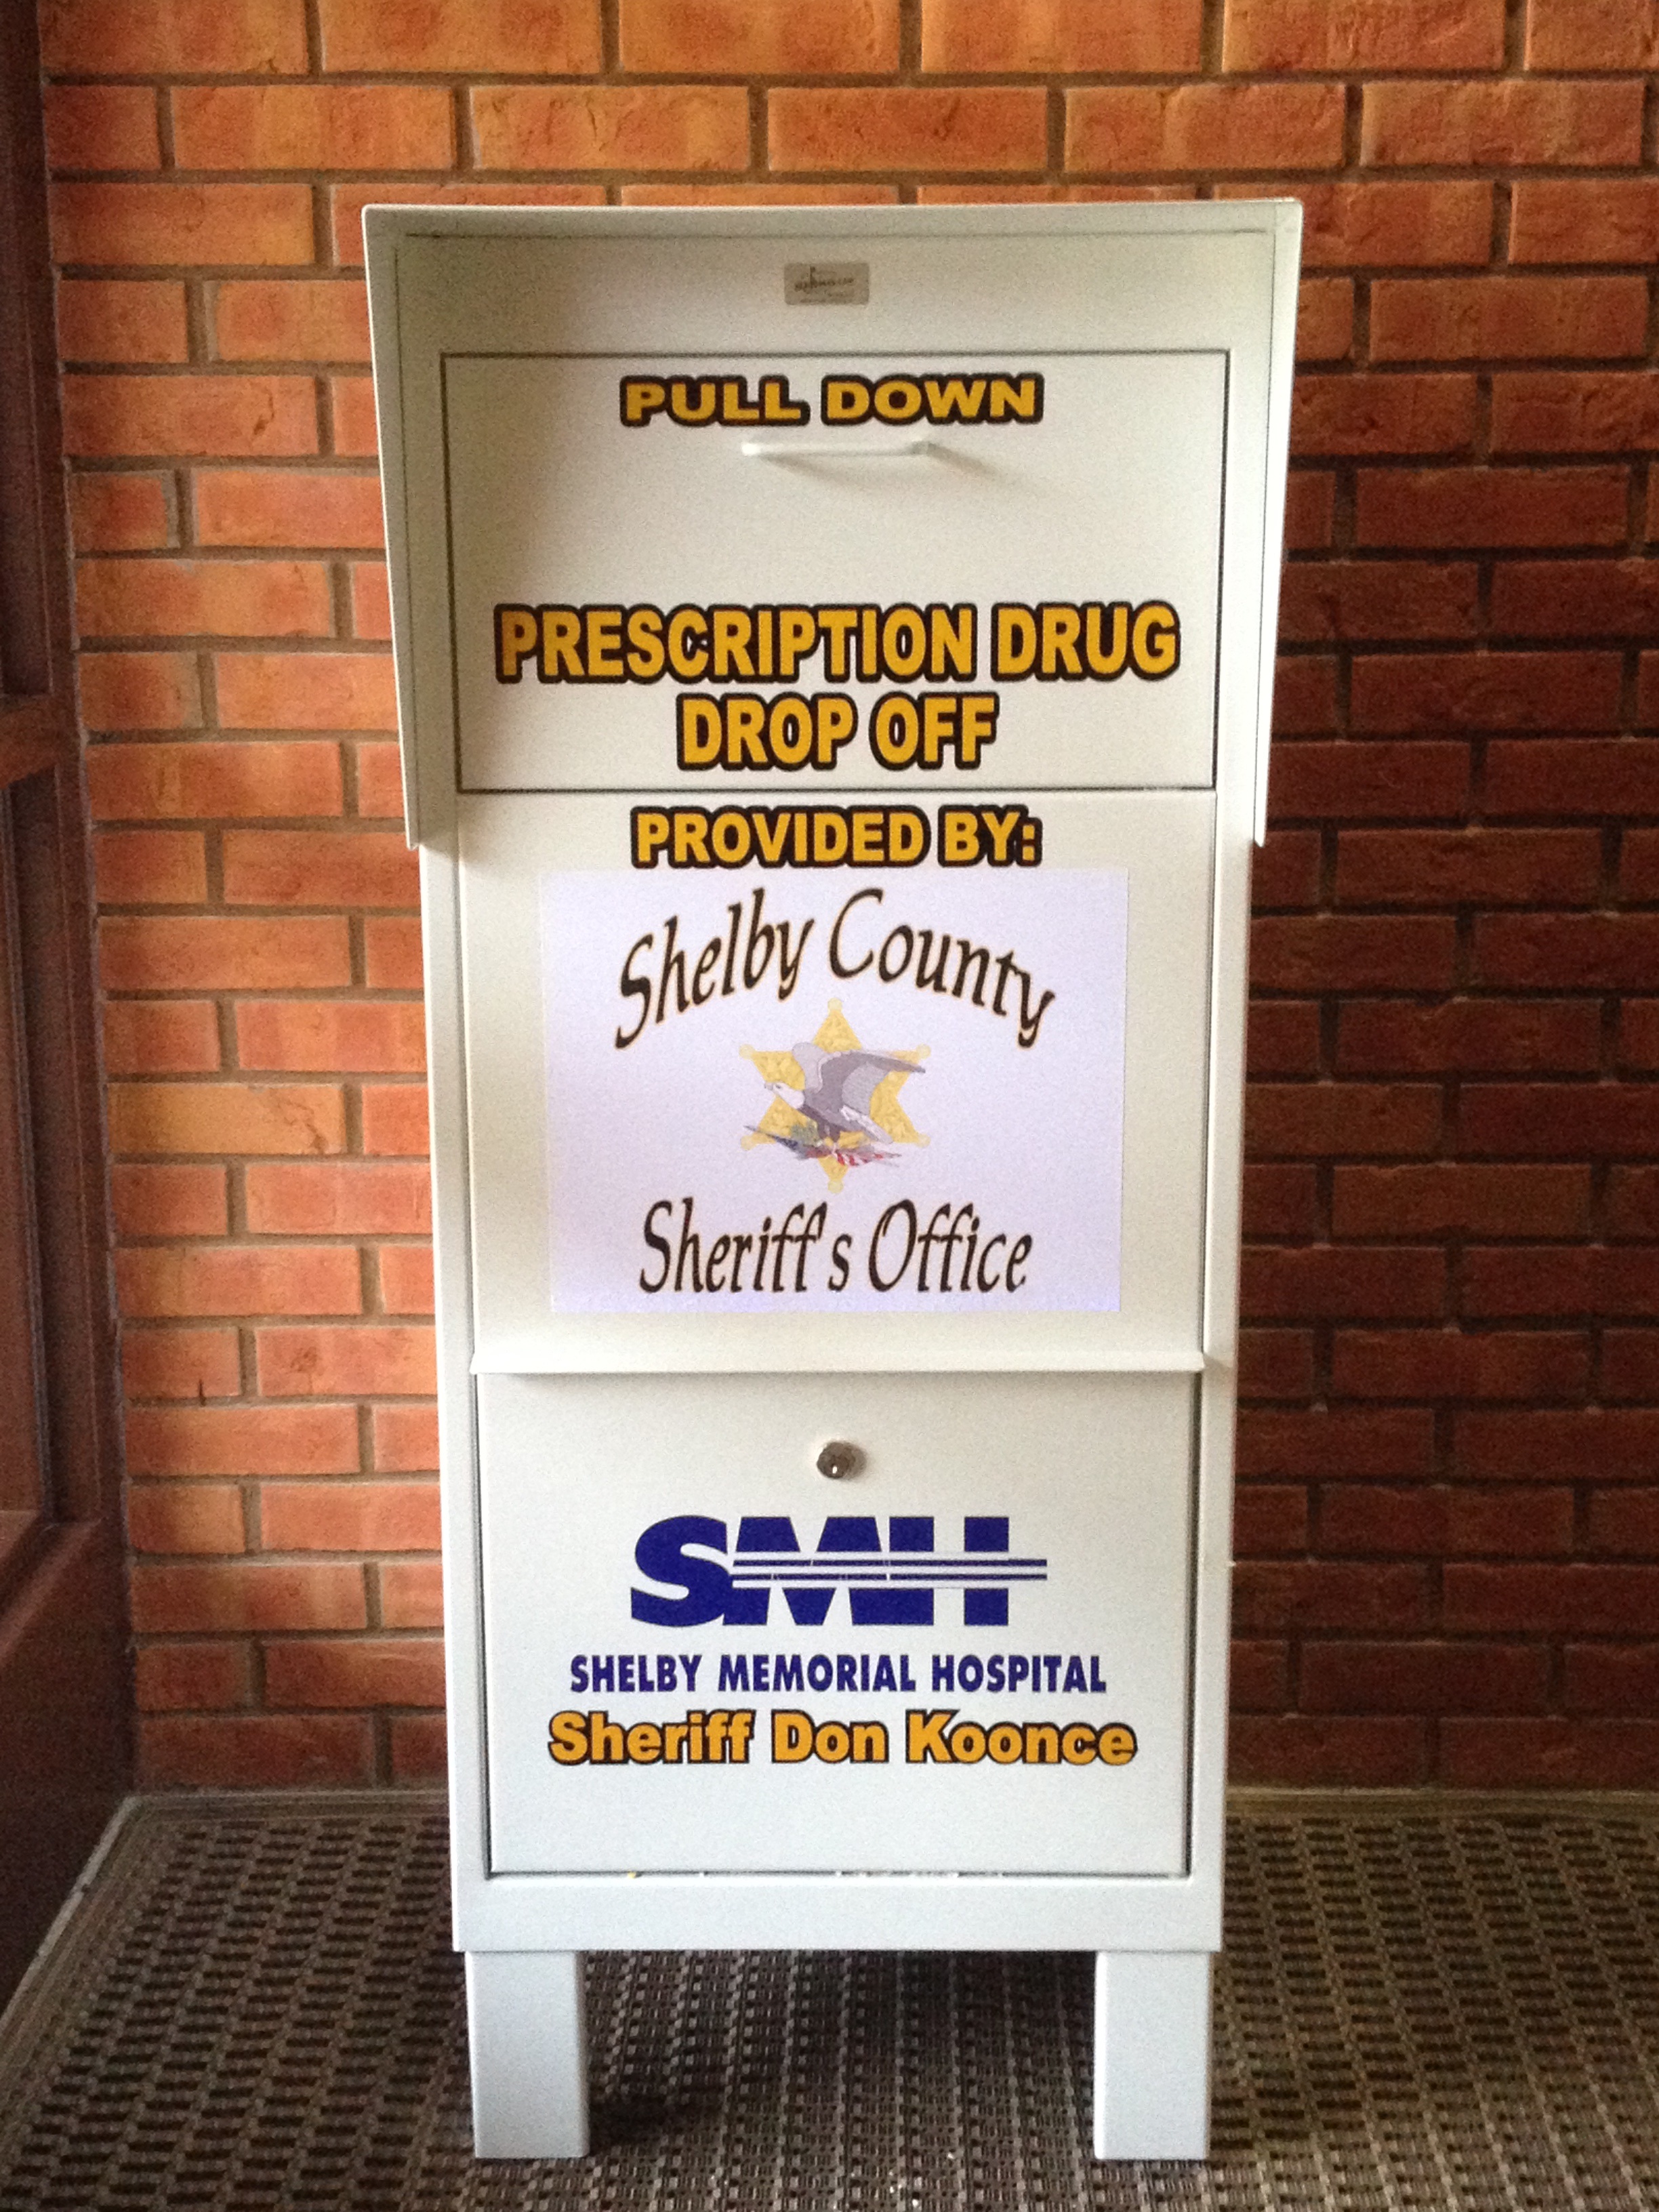 PULL DOWN
PRESCRIPTION DRUG
DROP OFF
PROVIDED BY:
Shelby County
Sheriff's Office
SMH
SHELBY MEMORIAL HOSPITAL
Sheriff Don Koonce